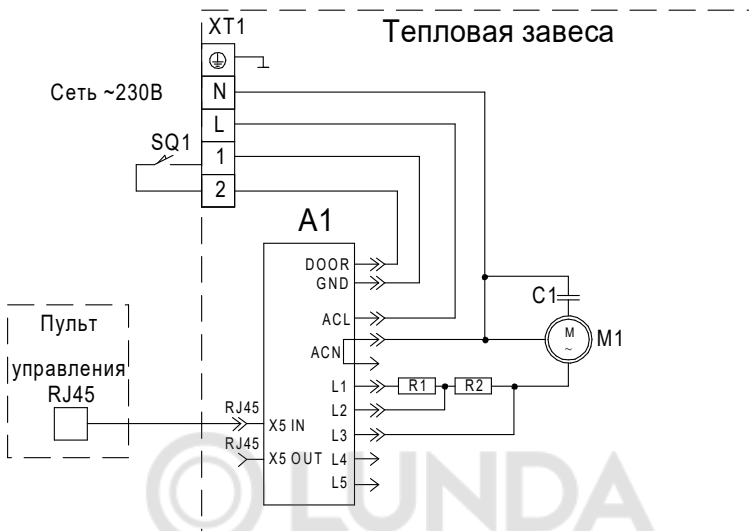 XT1
Тепловая завеса
Сеть ~230В
N
L
SQ1
1
2
A1
DOOR
GND
ACL
C1
ACN
M
~
M1
Пульт
управления
RJ45
L1
R1
R2
L2
RJ45
X5 IN
L3
RJ45
X5 OUT
L4
L5
LUNDA